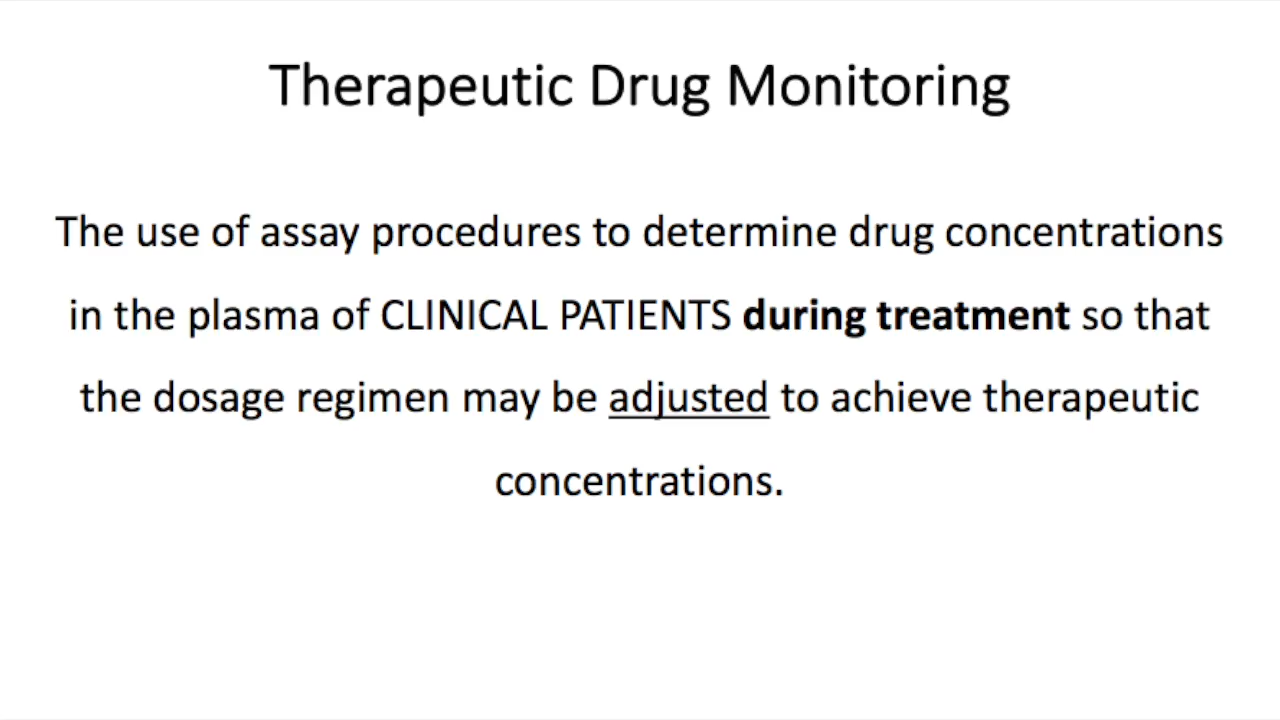 Therapeutic Drug Monitoring
The use of assay procedures to determine drug concentrations
in the plasma of CLINICAL PATIENTS during treatment so that
the dosage regimen may be adjusted to achieve therapeutic
concentrations.